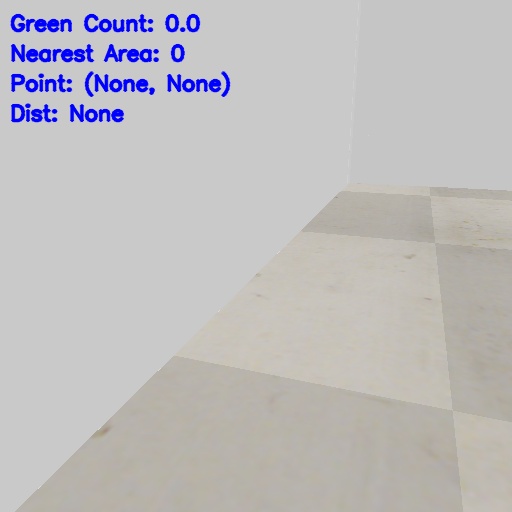 Green Count: 0.0
Nearest Area: 0
Point: (None, None)
Dist: None